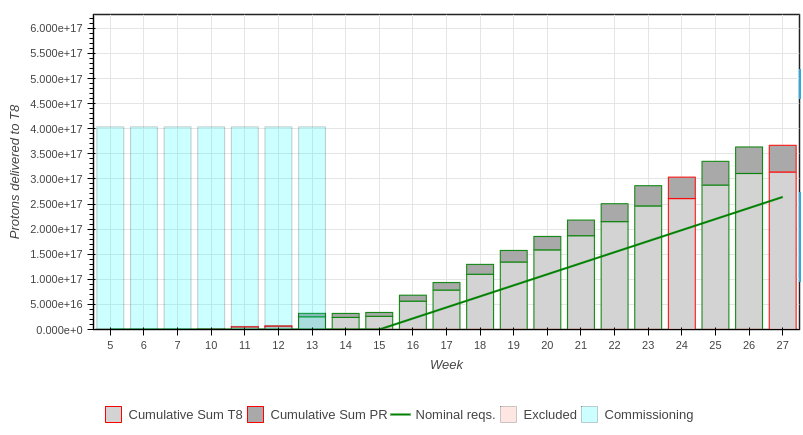 Protons delivered to T8
6.000e+17
5.500e+17
5.000e+17
4.500e+17
4.000e+17
3.500e+17
3.000e+17
2.500e+17
2.000e+17
1.500e+17
1.000e+17
5.000e+16
0.000e+0
5 6 7 10 11 12 13 14 15 16 17 18 19 20 21 22 23 24 25 26 27
Week
Cumulative Sum T8 Cumulative Sum PR Nominal reqs. Excluded Commissioning